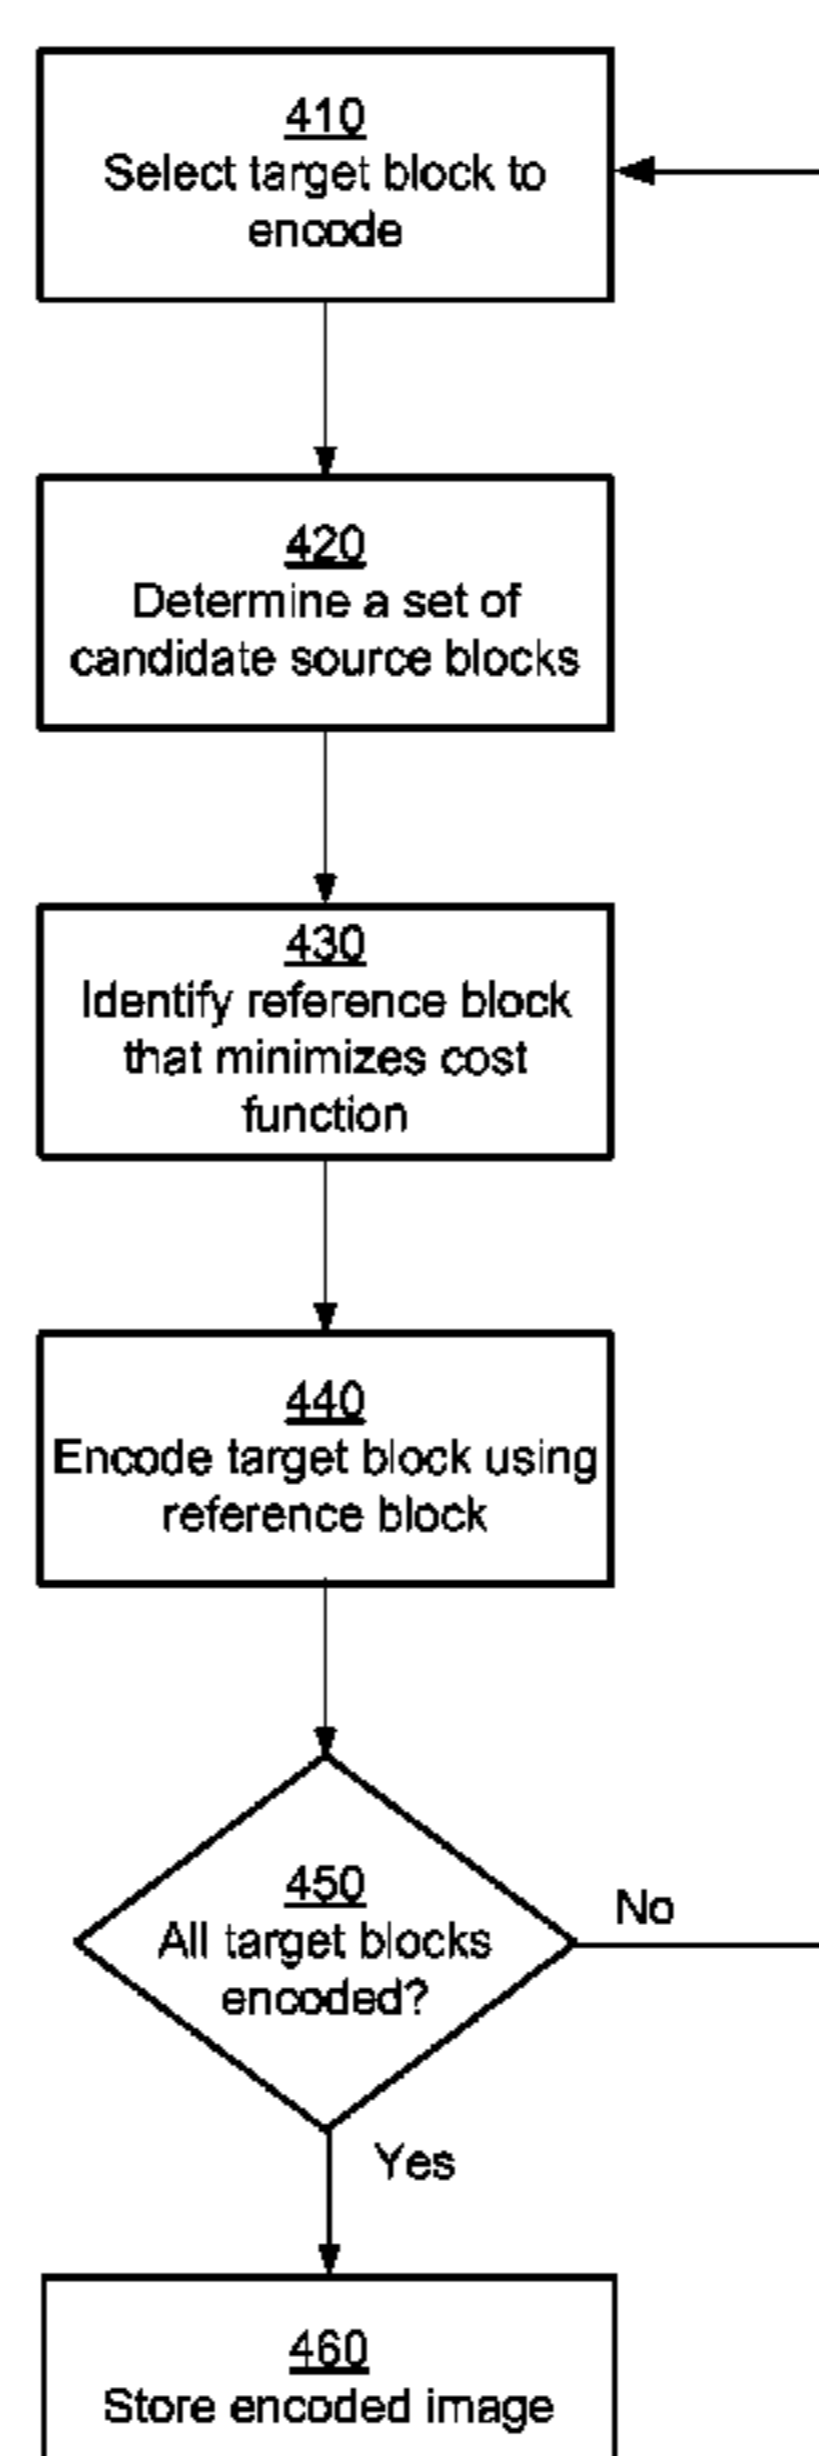 410
Select target block to
encode
420
Determine a set of
candidate source blocks
430
Identify reference block
that minimizes cost
function
440
Encode target block using
reference block
450
All target blocks
encoded?
No
Yes
460
Store encoded image